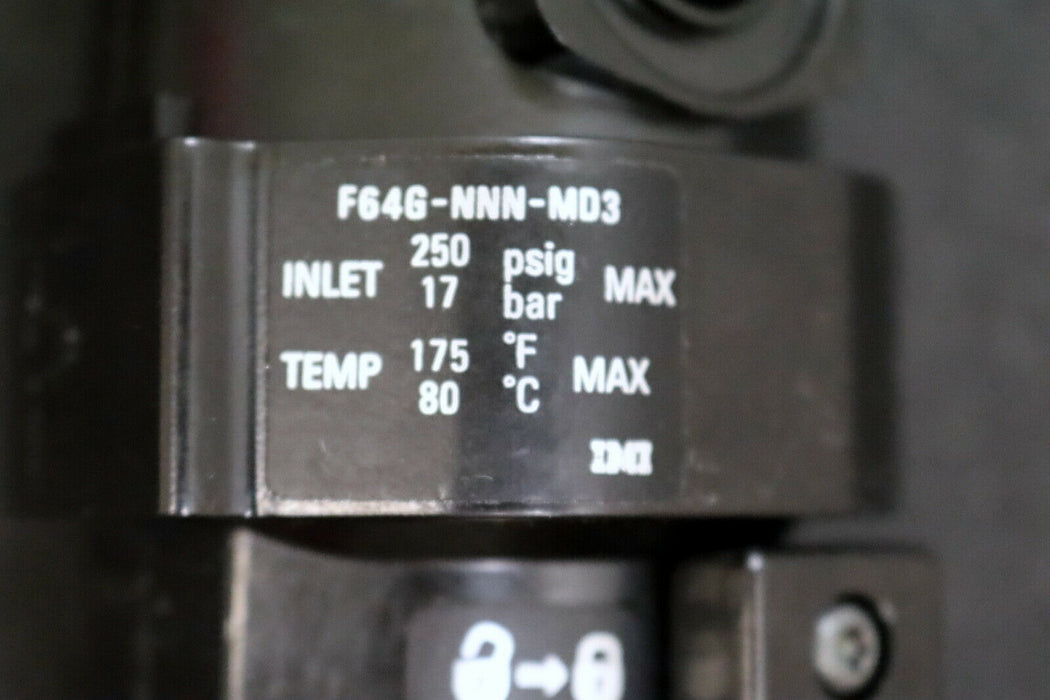 F64G-NNN-MD3
INLET 250 psig MAX
17 bar
TEMP 175 °F MAX
80 °C
IMI